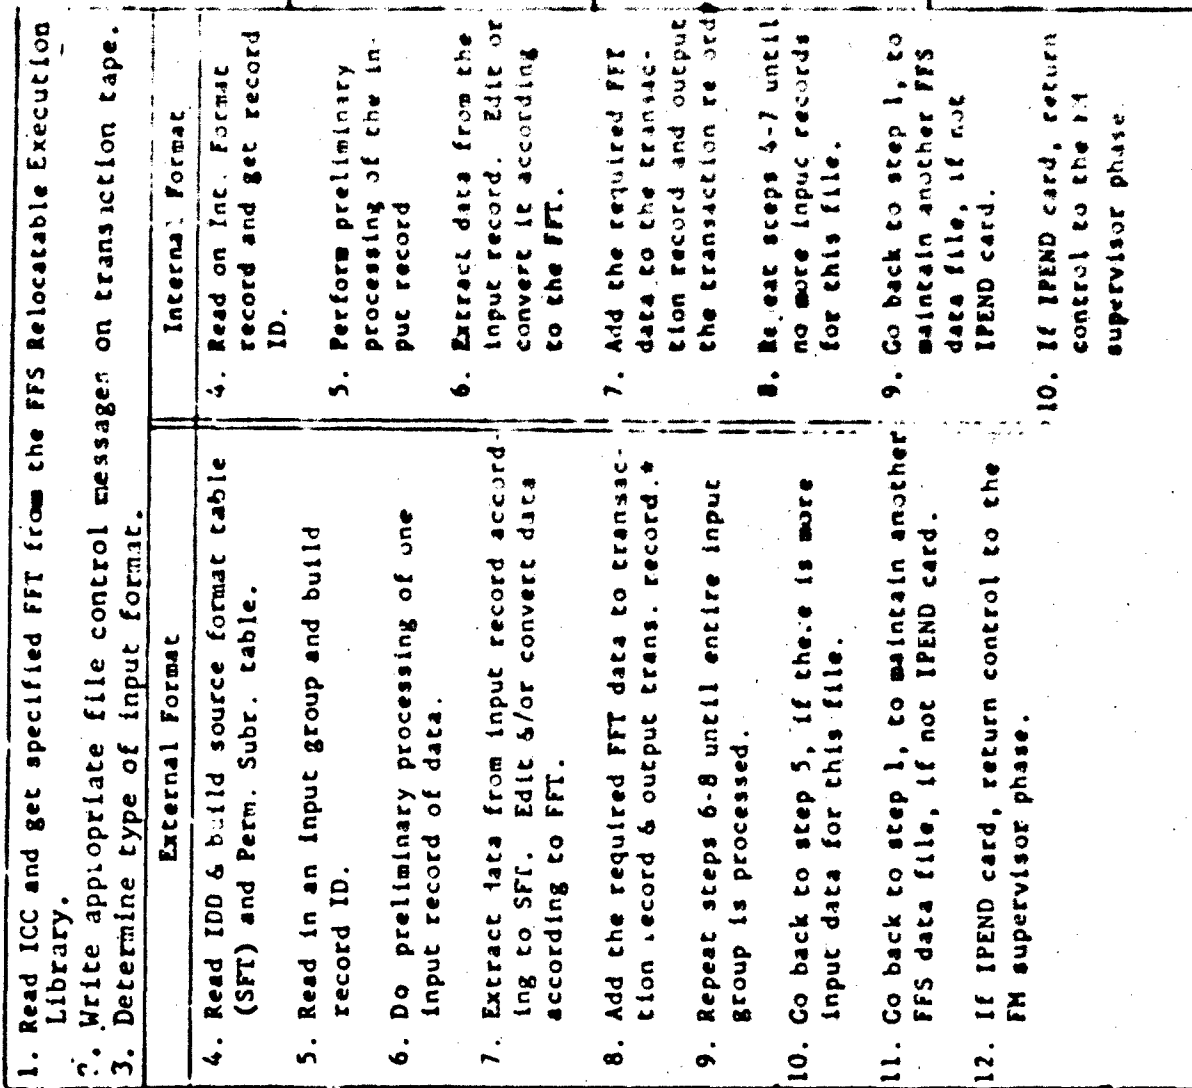 1. Read ICC and get specified FFT from the FFS Relocatable Execution
Library.
2. Write appropriate file control messages on transaction tape.
3. Determine type of input format.
External Format
4. Read IDD & build source format table
(SFT) and Perm. Subr. table.
5. Read in an input group and build
record ID.
6. Do preliminary processing of one
input record of data.
7. Extract data from input record accord-
ing to SFT. Edit &/or convert data
according to FFT.
8. Add the required FFT data to transac-
tion record & output trans. record.*
9. Repeat steps 6-8 until entire input
group is processed.
10. Go back to step 5, if there is more
input data for this file.
11. Go back to step 1, to maintain another
FFS data file, if not IPEND card.
12. If IPEND card, return control to the
FM supervisor phase.
Internal Format
4. Read on Int. Format
record and get record
ID.
5. Perform preliminary
processing of the in-
put record
6. Extract data from the
input record. Edit or
convert it according
to the FFT.
7. Add the required FFT
data to the transac-
tion record and output
the transaction record
8. Repeat steps 4-7 until
no more input records
for this file.
9. Go back to step 1, to
maintain another FFS
data file, if not
IPEND card.
10. If IPEND card, return
control to the FM
supervisor phase.